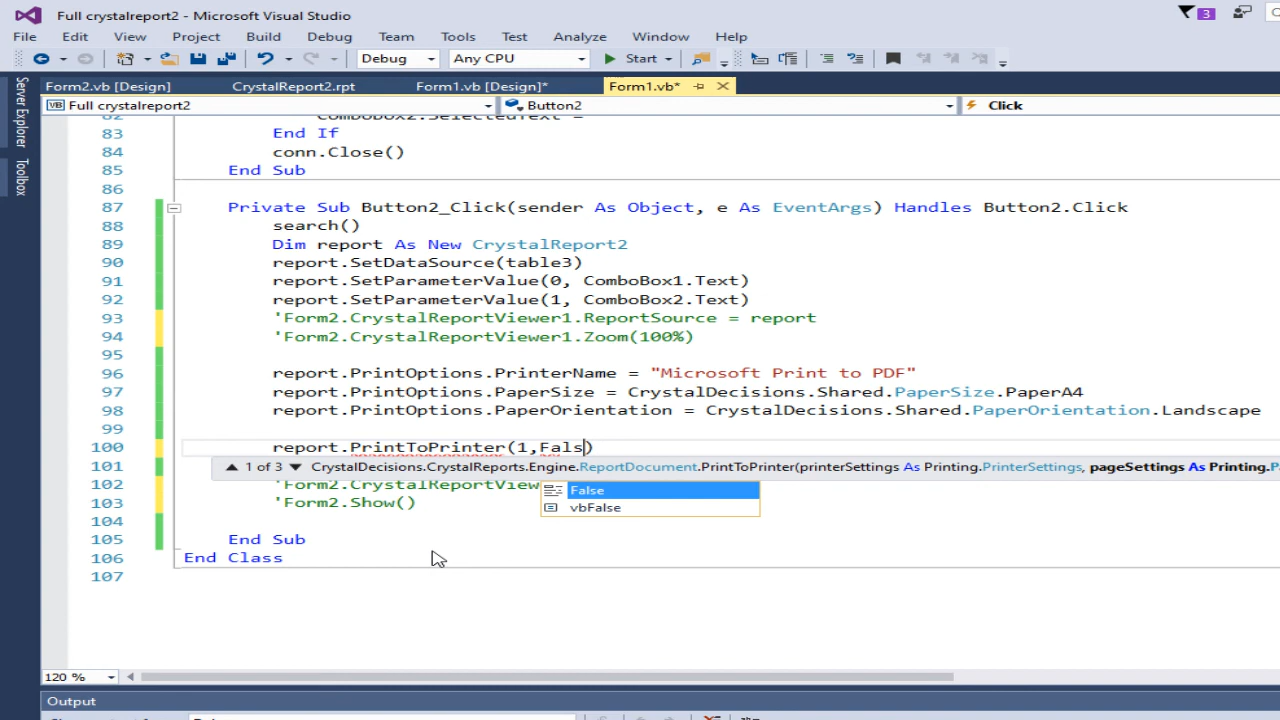 Full crystalreport2 - Microsoft Visual Studio
3
File Edit View Project Build Debug Team Tools Test Analyze Window Help
Debug Any CPU Start
Form2.vb [Design] CrystalReport2.rpt Form1.vb [Design]* Form1.vb*
Full crystalreport2 Button2 Click
Server Explorer
Toolbox
82 ComboBox2.SelectedText =
83 End If
84 conn.Close()
85 End Sub
86
87 Private Sub Button2_Click(sender As Object, e As EventArgs) Handles Button2.Click
88 search()
89 Dim report As New CrystalReport2
90 report.SetDataSource(table3)
91 report.SetParameterValue(0, ComboBox1.Text)
92 report.SetParameterValue(1, ComboBox2.Text)
93 'Form2.CrystalReportViewer1.ReportSource = report
94 'Form2.CrystalReportViewer1.Zoom(100%)
95
96 report.PrintOptions.PrinterName = "Microsoft Print to PDF"
97 report.PrintOptions.PaperSize = CrystalDecisions.Shared.PaperSize.PaperA4
98 report.PrintOptions.PaperOrientation = CrystalDecisions.Shared.PaperOrientation.Landscape
99
100 report.PrintToPrinter(1,Fals)
101 1 of 3 CrystalDecisions.CrystalReports.Engine.ReportDocument.PrintToPrinter(printerSettings As Printing.PrinterSettings, pageSettings As Printing.
102 'Form2.CrystalReportView
False
103 'Form2.Show()
vbFalse
104
105 End Sub
106 End Class
107
120 %
Output